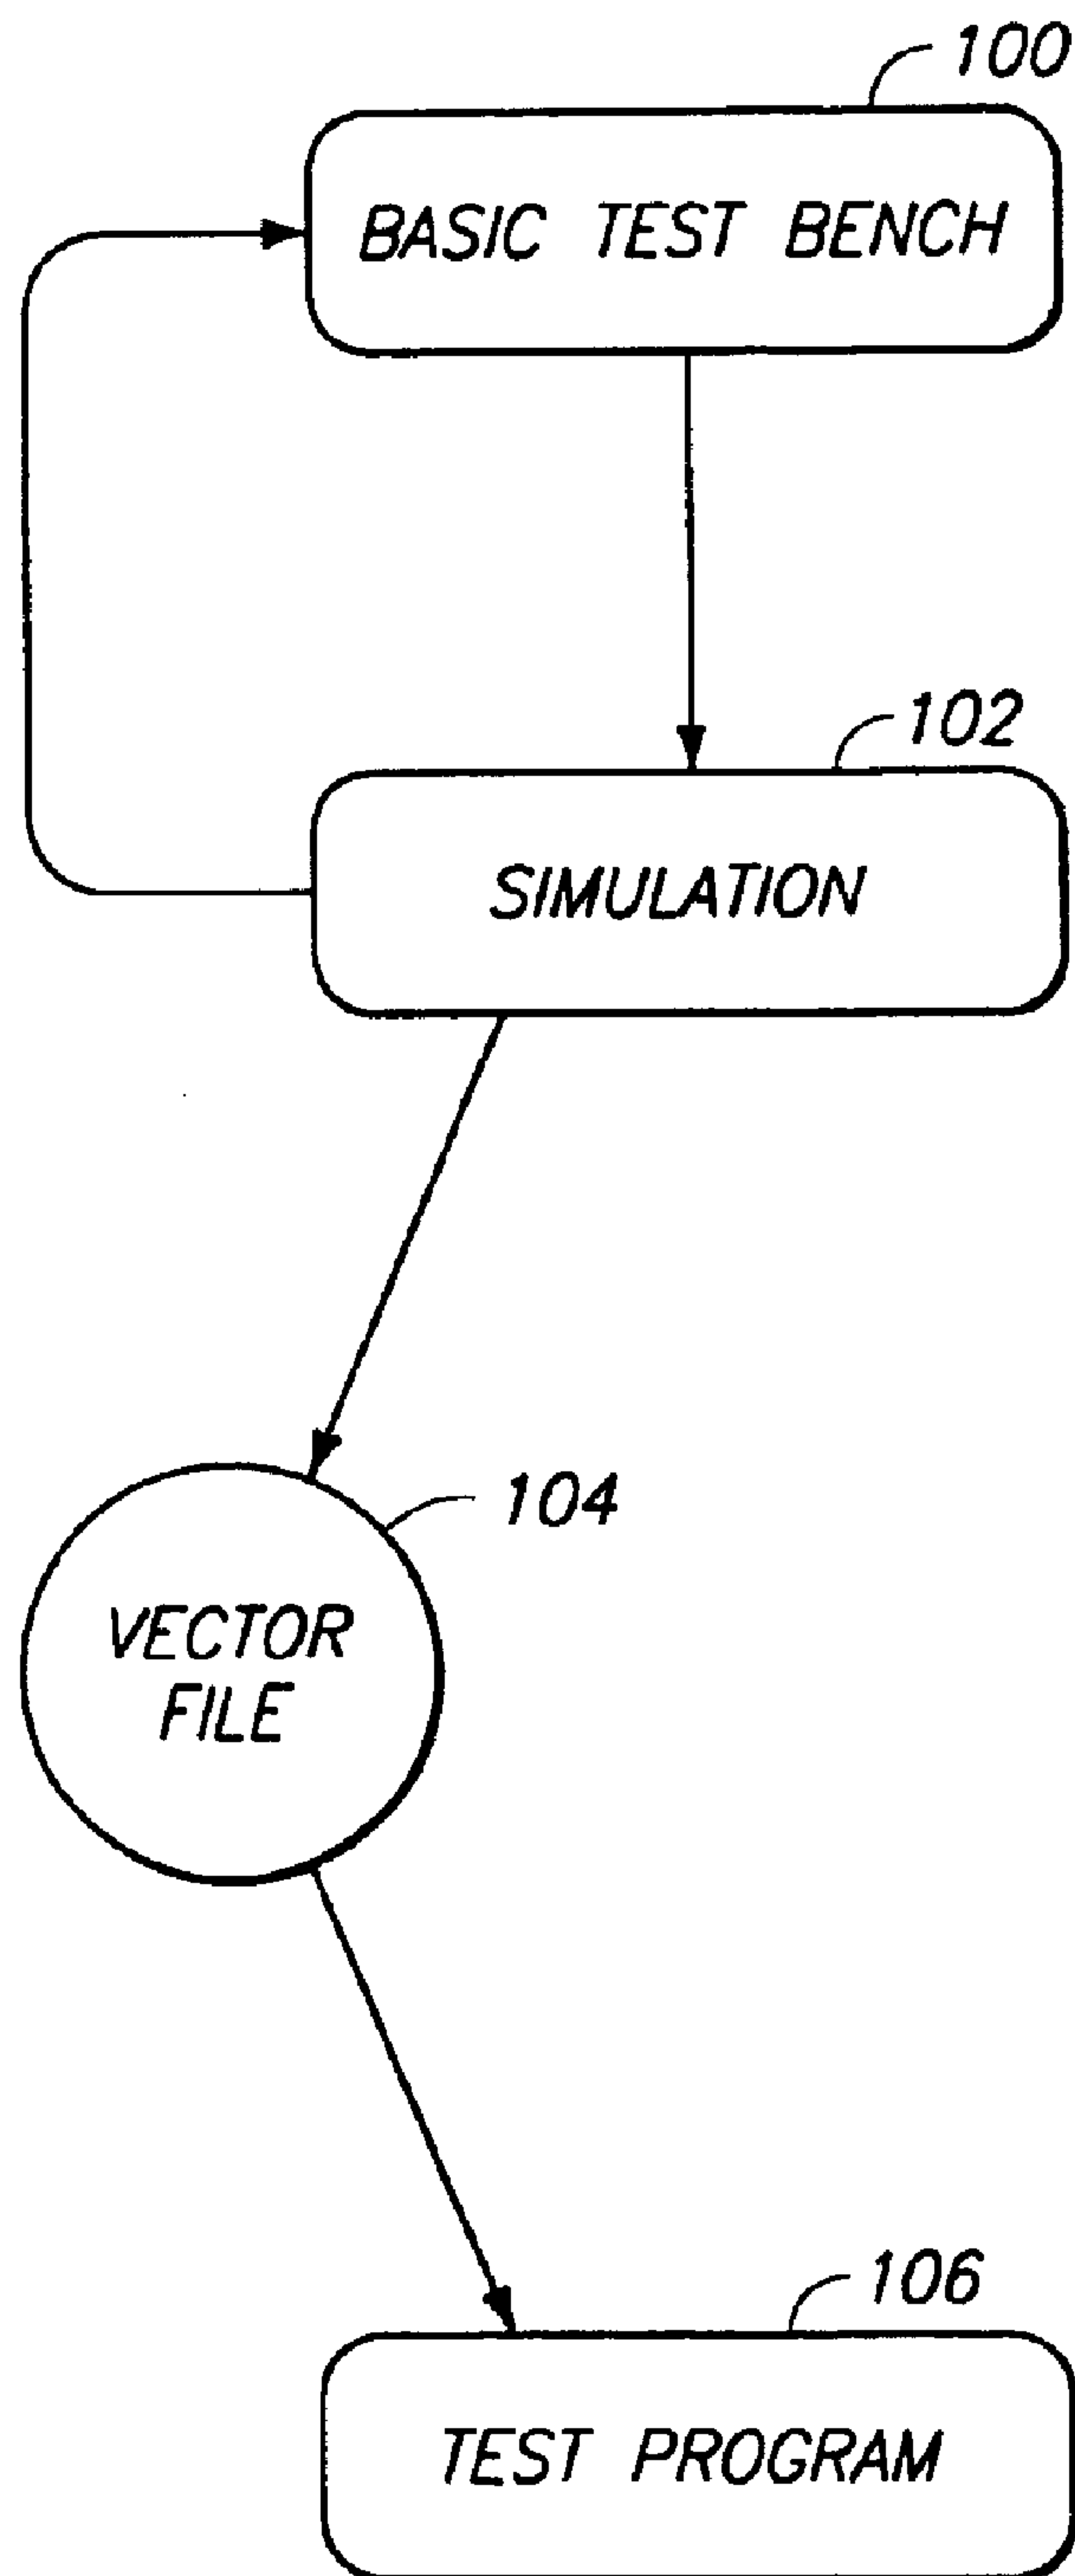 100
BASIC TEST BENCH
102
SIMULATION
104
VECTOR
FILE
106
TEST PROGRAM